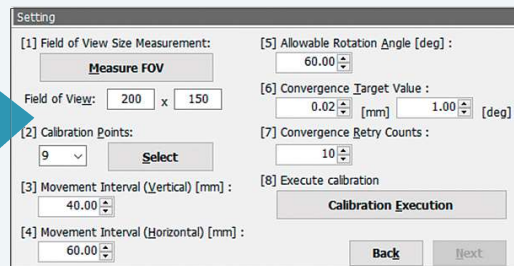 Setting
[1] Field of View Size Measurement:
Measure FOV
Field of View: 200 x 150
[2] Calibration Points:
9 Select
[3] Movement Interval (Vertical) [mm] :
40.00
[4] Movement Interval (Horizontal) [mm] :
60.00
[5] Allowable Rotation Angle [deg] :
60.00
[6] Convergence Target Value :
0.02 [mm] 1.00 [deg]
[7] Convergence Retry Counts :
10
[8] Execute calibration
Calibration Execution
Back Next